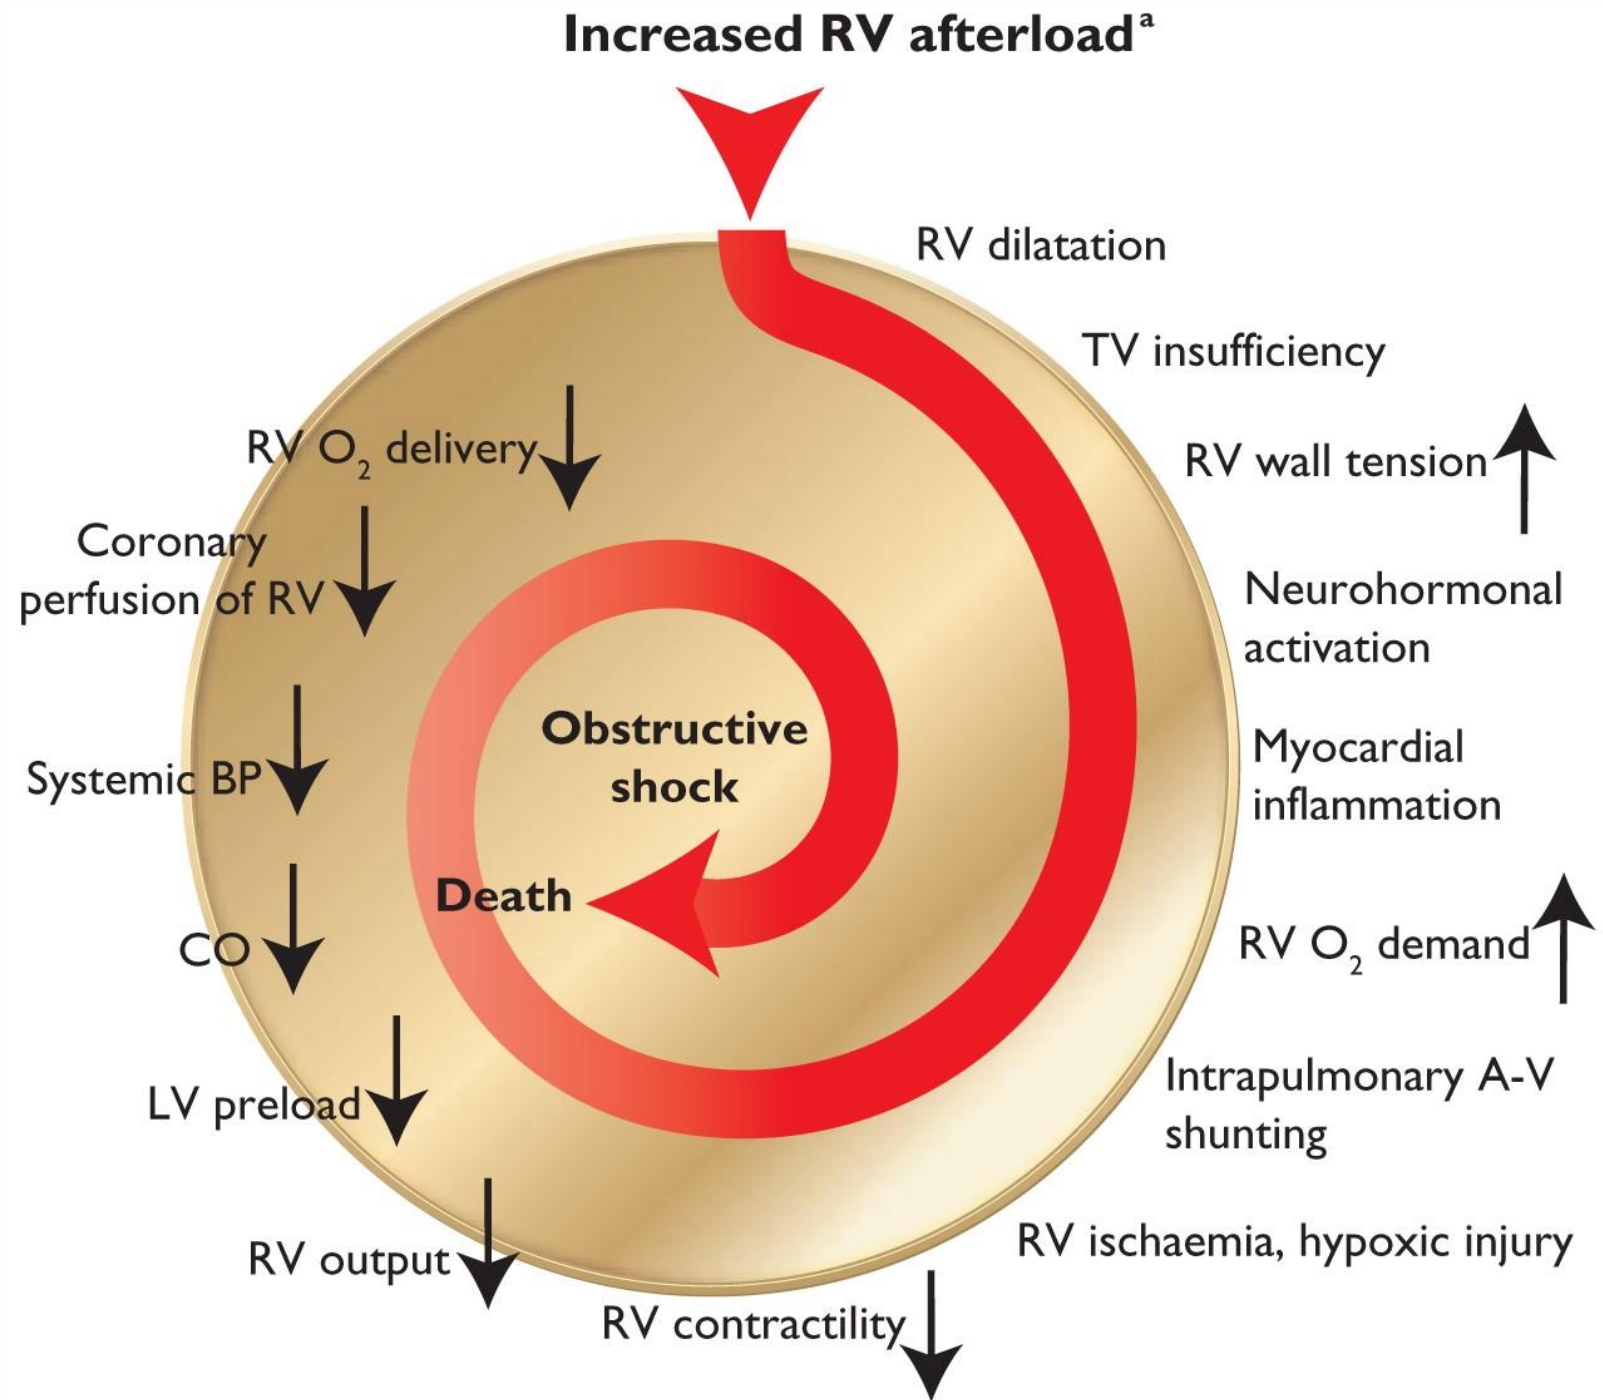 Increased RV afterload ᵃ
RV dilatation
TV insufficiency
RV wall tension
Neurohormonal
activation
Myocardial
inflammation
RV O₂ demand
Intrapulmonary A-V
shunting
RV ischaemia, hypoxic injury
RV contractility
RV output
LV preload
CO
Systemic BP
Coronary
perfusion of RV
RV O₂ delivery
Obstructive
shock
Death